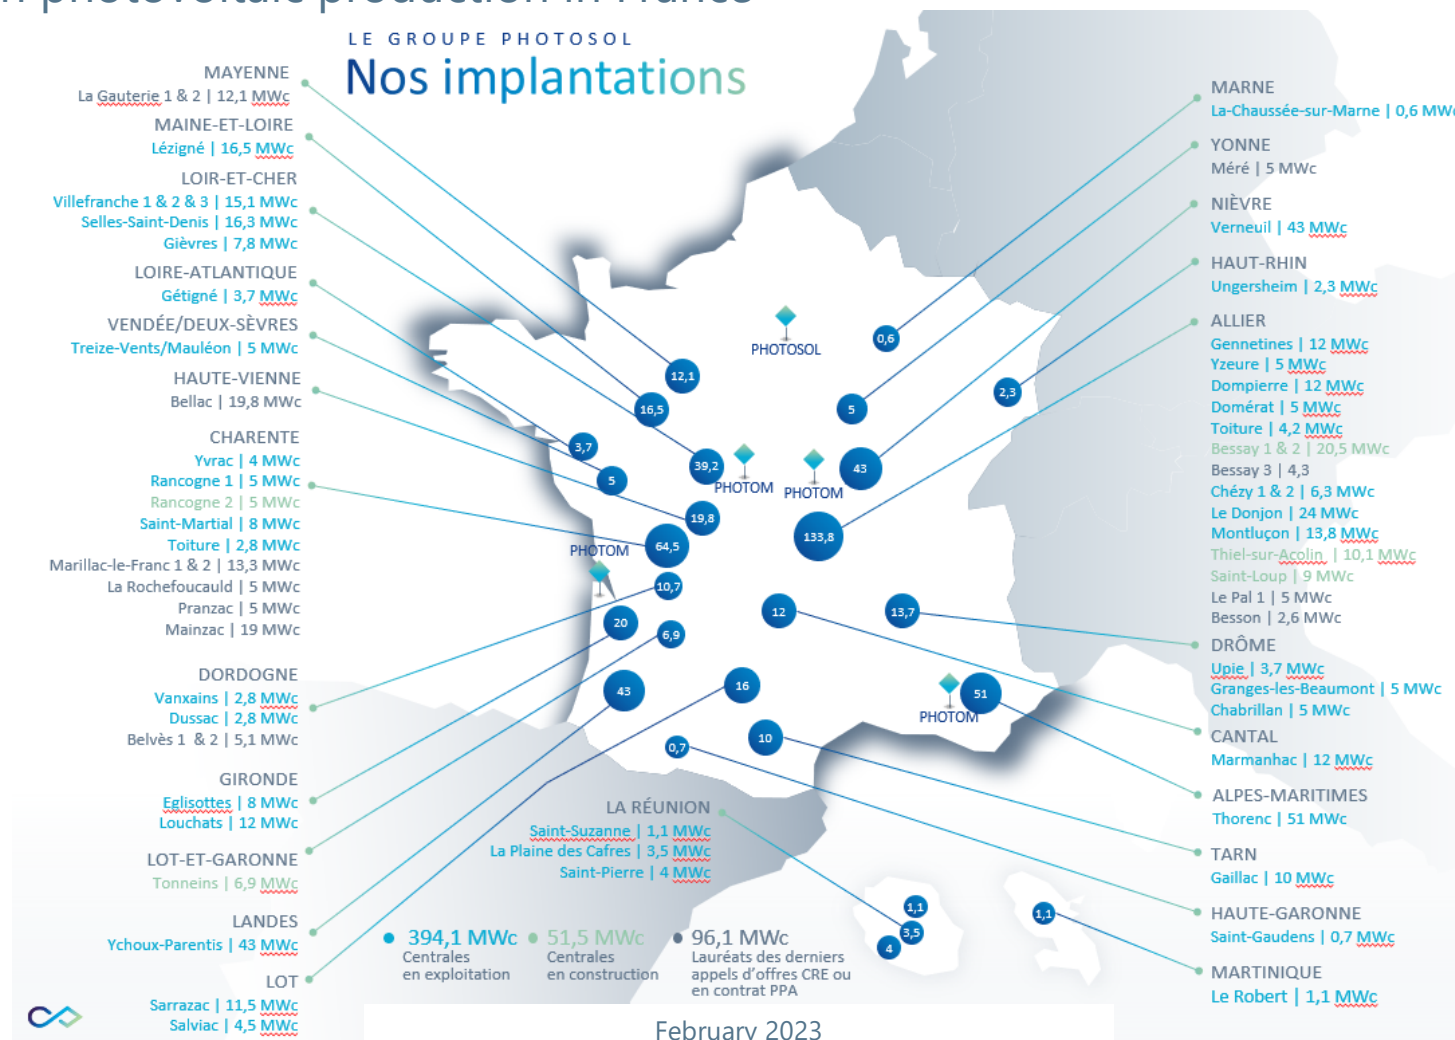 photovoltaic production in France
LE GROUPE PHOTOSOL
Nos implantations
MAYENNE
La Gauterie 1 & 2 | 12,1 MWc
MAINE-ET-LOIRE
Lézigné | 16,5 MWc
LOIR-ET-CHER
Villefranche 1 & 2 & 3 | 15,1 MWc
Selles-Saint-Denis | 16,3 MWc
Gièvres | 7,8 MWc
LOIRE-ATLANTIQUE
Gétigné | 3,7 MWc
VENDÉE/DEUX-SÈVRES
Treize-Vents/Mauléon | 5 MWc
HAUTE-VIENNE
Bellac | 19,8 MWc
CHARENTE
Yvrac | 4 MWc
Rancogne 1 | 5 MWc
Rancogne 2 | 5 MWc
Saint-Martial | 8 MWc
Toiture | 2,8 MWc
Marillac-le-Franc 1 & 2 | 13,3 MWc
La Rochefoucauld | 5 MWc
Pranzac | 5 MWc
Mainzac | 19 MWc
DORDOGNE
Vanxains | 2,8 MWc
Dussac | 2,8 MWc
Belvès 1 & 2 | 5,1 MWc
GIRONDE
Eglisottes | 8 MWc
Louchats | 12 MWc
LOT-ET-GARONNE
Tonneins | 6,9 MWc
LANDES
Ychoux-Parentis | 43 MWc
LOT
Sarrazac | 11,5 MWc
Salviac | 4,5 MWc
PHOTOSOL
0,6
12,1
2,3
16,5
5
3,7
39,2
43
5
PHOTOM
PHOTOM
19,8
133,8
64,5
PHOTOM
10,7
12
13,7
20
6,9
16
43
51
PHOTOM
10
0,7
LA RÉUNION
Saint-Suzanne | 1,1 MWc
La Plaine des Cafres | 3,5 MWc
Saint-Pierre | 4 MWc
1,1
3,5
4
1,1
394,1 MWc
Centrales
en exploitation
51,5 MWc
Centrales
en construction
96,1 MWc
Lauréats des derniers
appels d'offres CRE ou
en contrat PPA
MARNE
La-Chaussée-sur-Marne | 0,6 MWc
YONNE
Méré | 5 MWc
NIÈVRE
Verneuil | 43 MWc
HAUT-RHIN
Ungersheim | 2,3 MWc
ALLIER
Gennetines | 12 MWc
Yzeure | 5 MWc
Dompierre | 12 MWc
Domérat | 5 MWc
Toiture | 4,2 MWc
Bessay 1 & 2 | 20,5 MWc
Bessay 3 | 4,3
Chézy 1 & 2 | 6,3 MWc
Le Donjon | 24 MWc
Montluçon | 13,8 MWc
Thiel-sur-Acolin | 10,1 MWc
Saint-Loup | 9 MWc
Le Pal 1 | 5 MWc
Besson | 2,6 MWc
DRÔME
Upie | 3,7 MWc
Granges-les-Beaumont | 5 MWc
Chabrillan | 5 MWc
CANTAL
Marmanhac | 12 MWc
ALPES-MARITIMES
Thorenc | 51 MWc
TARN
Gaillac | 10 MWc
HAUTE-GARONNE
Saint-Gaudens | 0,7 MWc
MARTINIQUE
Le Robert | 1,1 MWc
February 2023